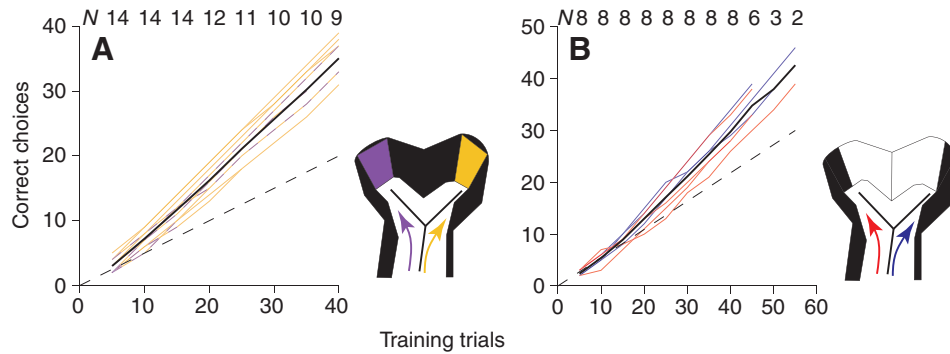 N 14 14 14 12 11 10 10 9
N 8 8 8 8 8 8 8 8 6 3 2
A
B
40
30
20
10
0
50
40
30
20
10
0
Correct choices
0 10 20 30 40
0 10 20 30 40 50 60
Training trials